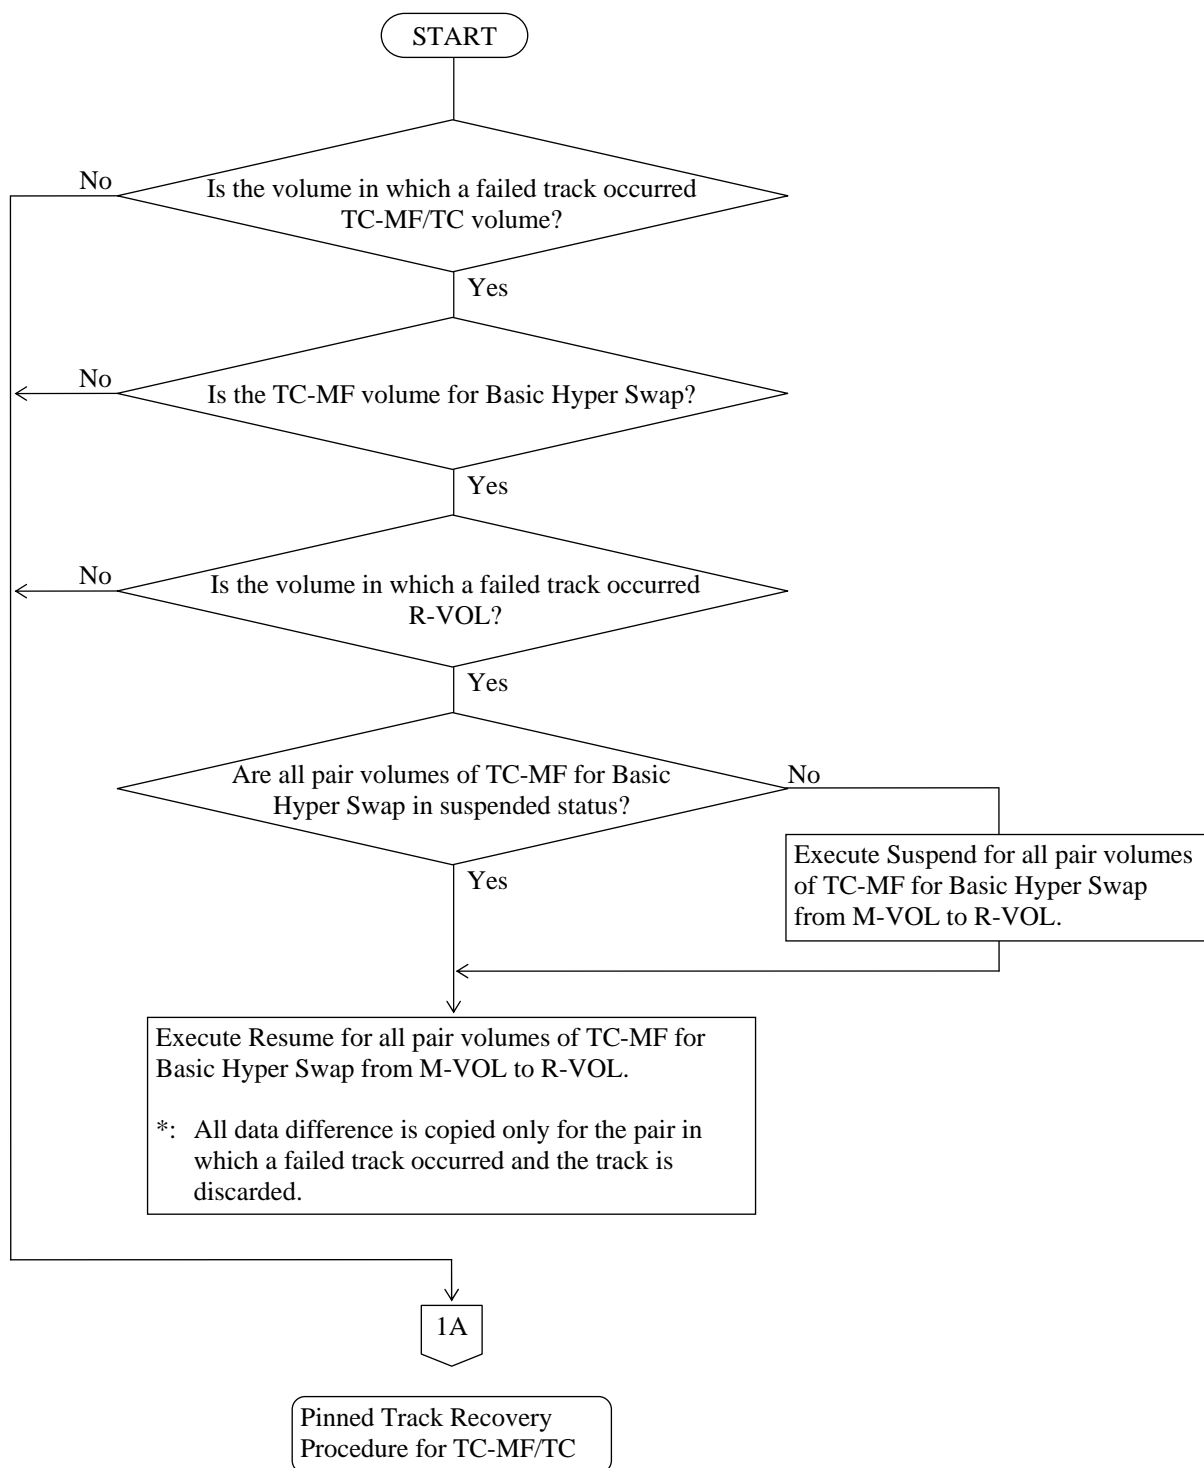 START
No
Is the volume in which a failed track occurred
TC-MF/TC volume?
Yes
No
Is the TC-MF volume for Basic Hyper Swap?
Yes
No
Is the volume in which a failed track occurred
R-VOL?
Yes
Are all pair volumes of TC-MF for Basic
Hyper Swap in suspended status?
No
Yes
Execute Suspend for all pair volumes
of TC-MF for Basic Hyper Swap
from M-VOL to R-VOL.
Execute Resume for all pair volumes of TC-MF for
Basic Hyper Swap from M-VOL to R-VOL.
*: All data difference is copied only for the pair in
which a failed track occurred and the track is
discarded.
1A
Pinned Track Recovery
Procedure for TC-MF/TC